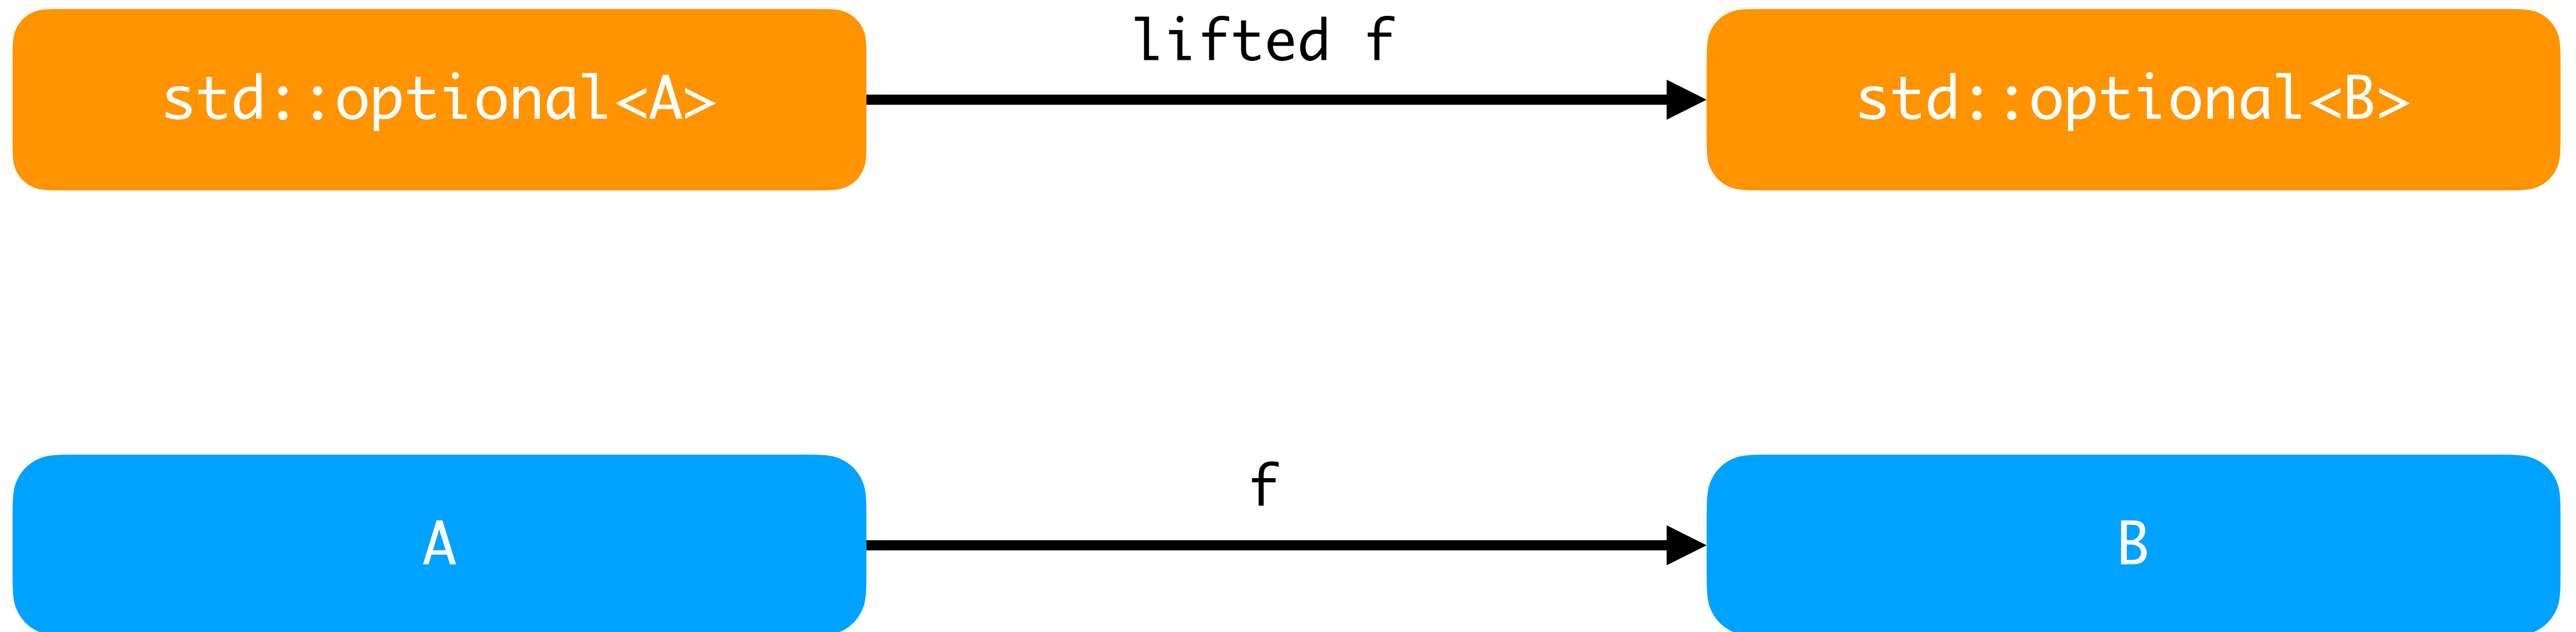 lifted f
std::optional<A>
std::optional<B>
f
A
B